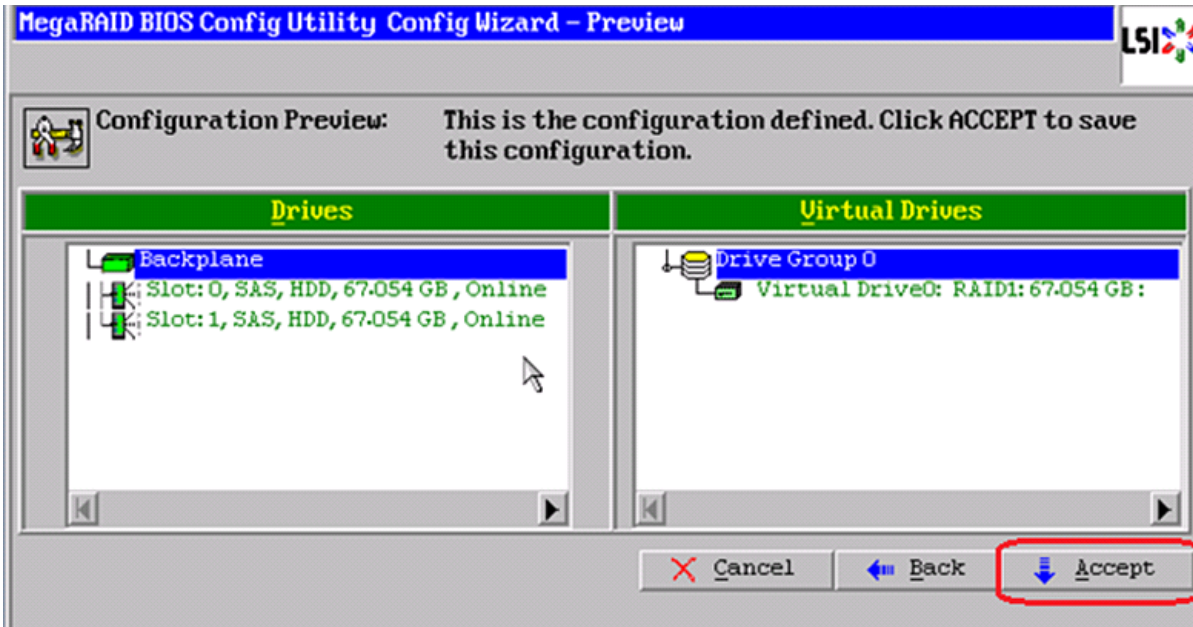 MegaRAID BIOS Config Utility Config Wizard – Preview
LSI
Configuration Preview:
This is the configuration defined. Click ACCEPT to save
this configuration.
Drives
Virtual Drives
Backplane
Slot: 0, SAS, HDD, 67.054 GB , Online
Slot: 1, SAS, HDD, 67.054 GB , Online
Drive Group 0
Virtual Drive0: RAID1: 67.054 GB :
Cancel
Back
Accept